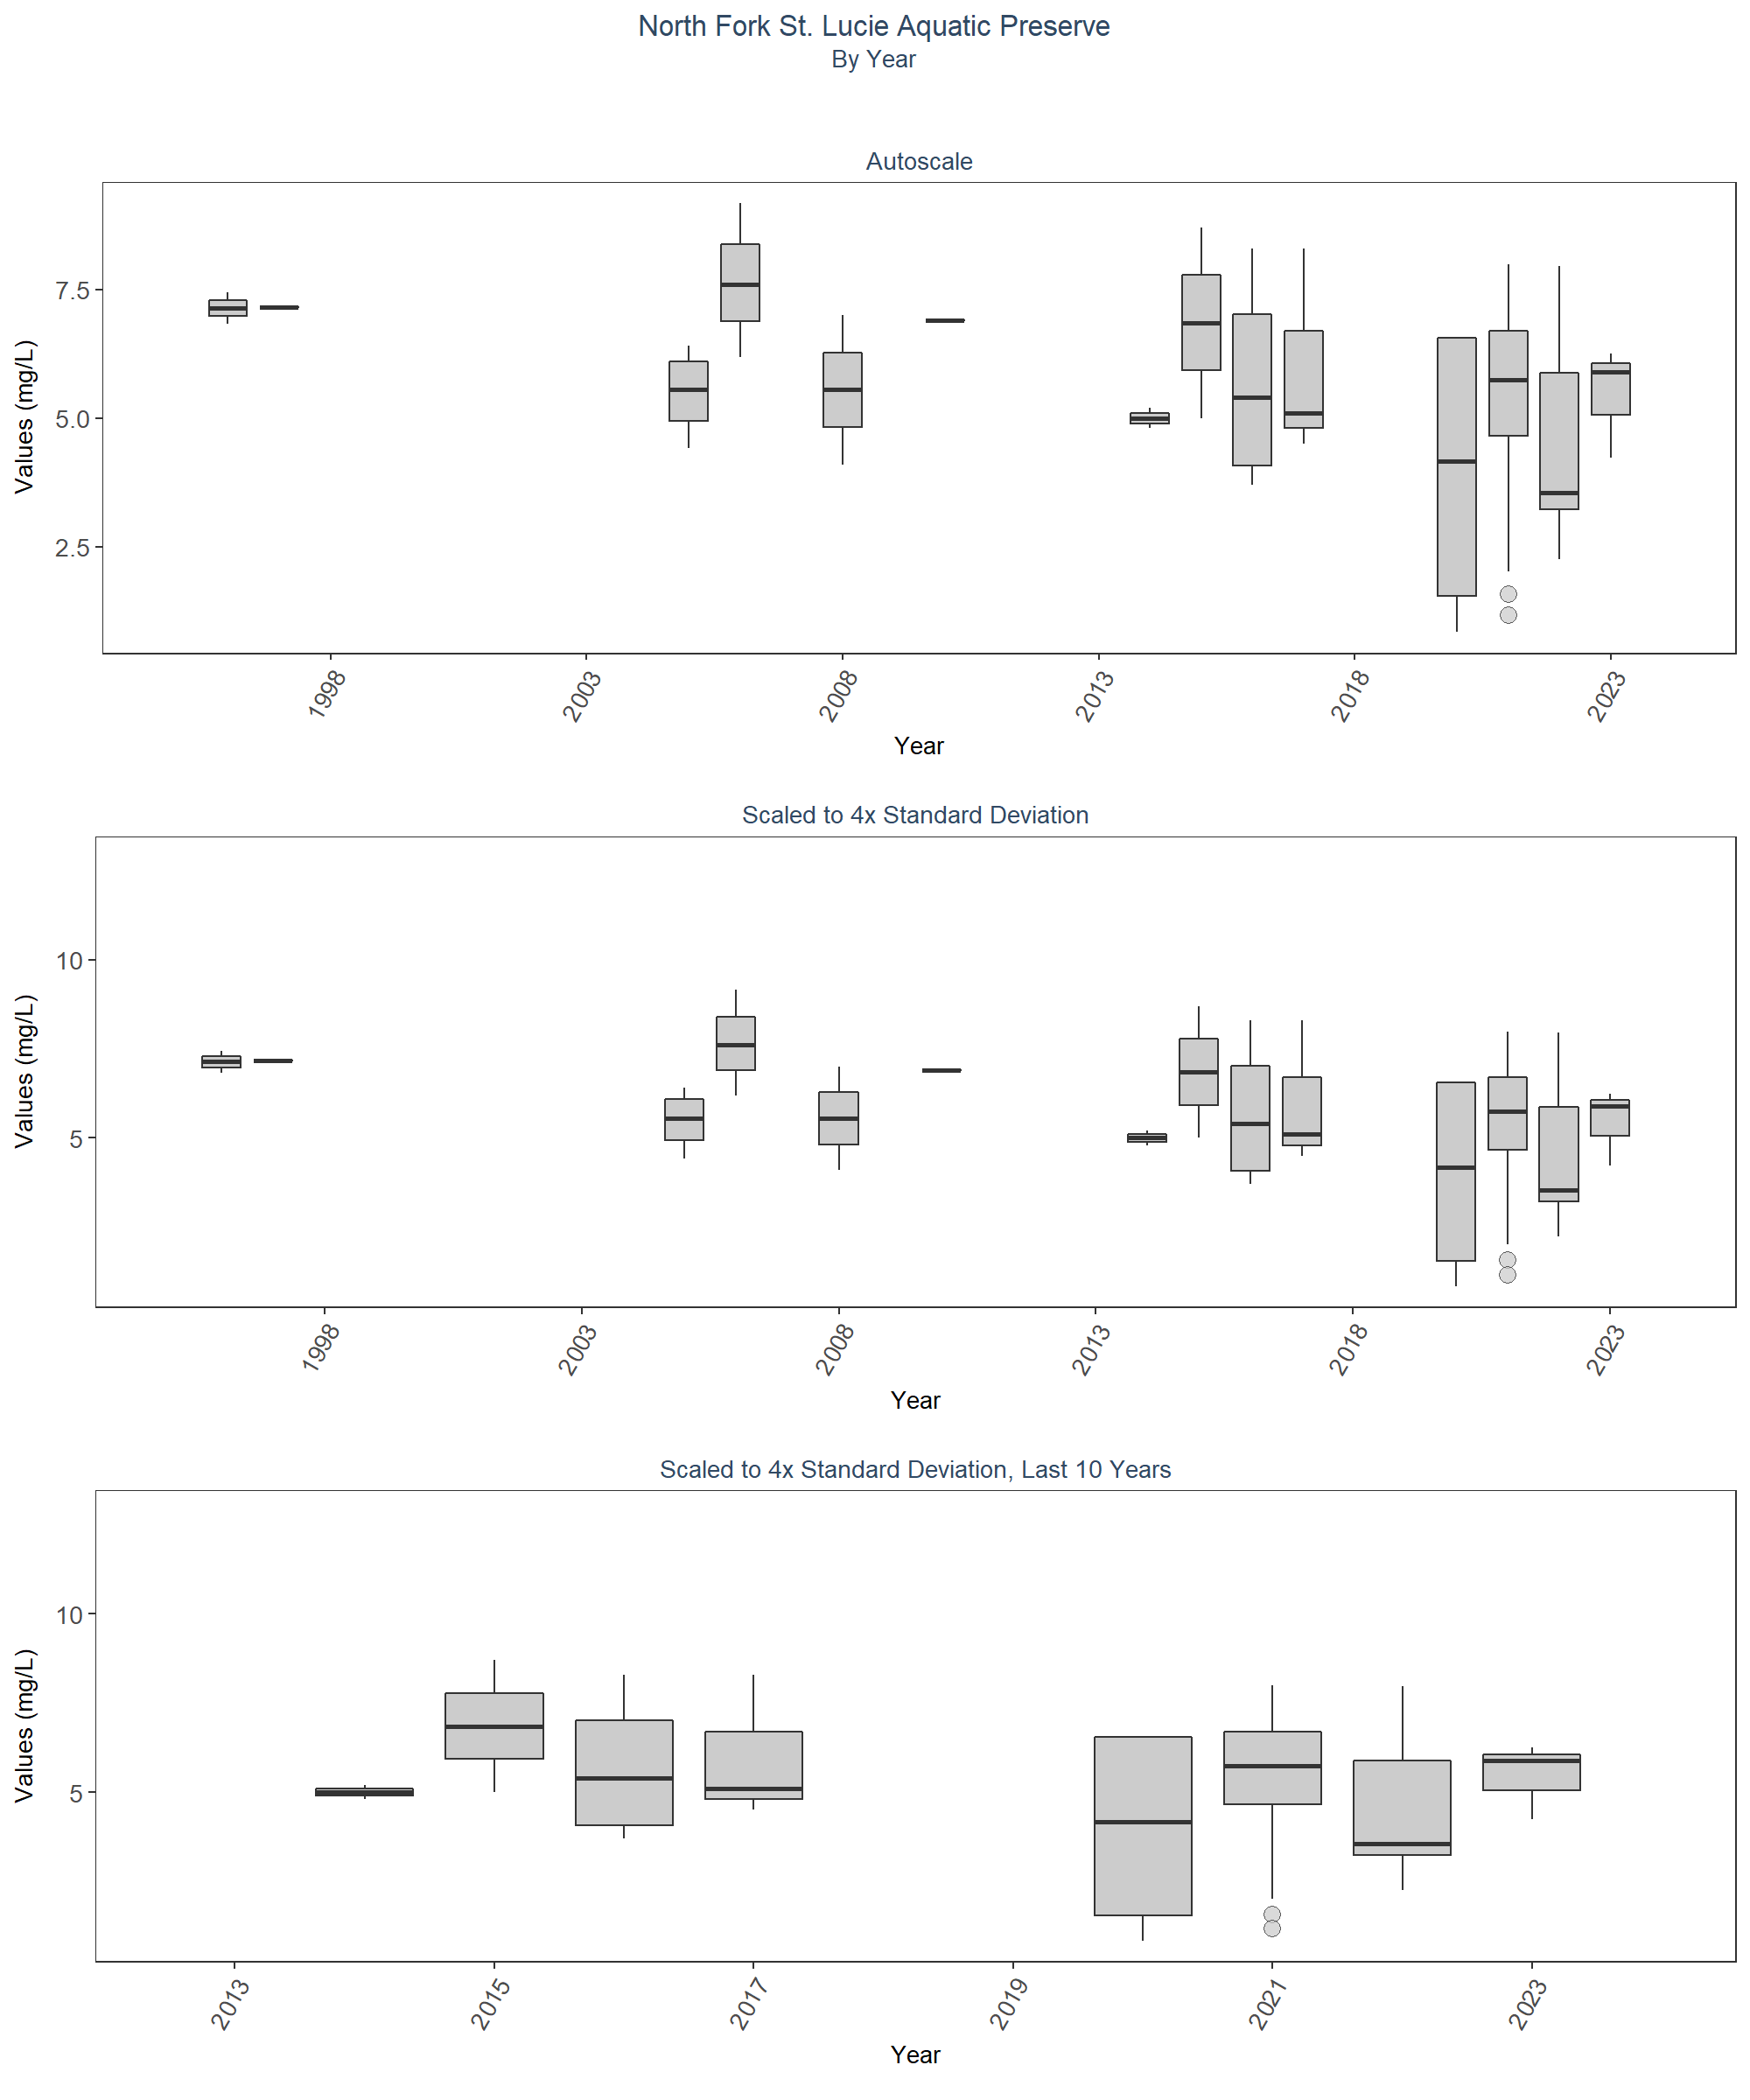 North Fork St. Lucie Aquatic Preserve
By Year
Autoscale
Values (mg/L)
7.5
5.0
2.5
1998 2003 2008 2013 2018 2023
Year
Scaled to 4x Standard Deviation
Values (mg/L)
10
5
1998 2003 2008 2013 2018 2023
Year
Scaled to 4x Standard Deviation, Last 10 Years
Values (mg/L)
10
5
2013 2015 2017 2019 2021 2023
Year